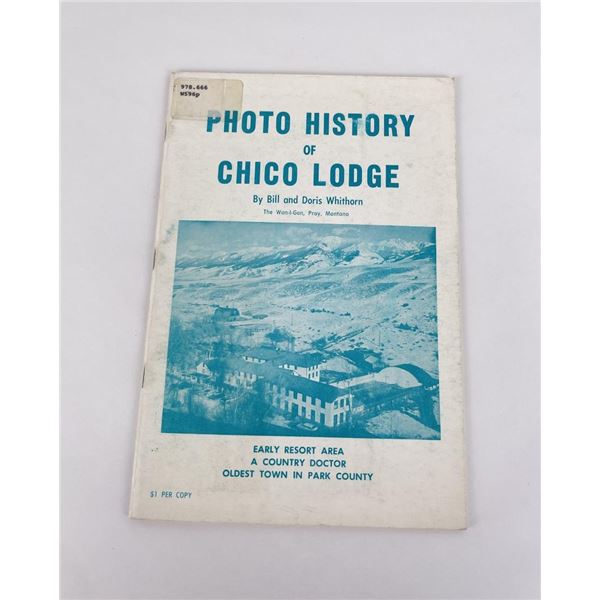 978.666
W596p
PHOTO HISTORY
OF
CHICO LODGE
By Bill and Doris Whithorn
The Wan-I-Gan, Pray, Montana
EARLY RESORT AREA
A COUNTRY DOCTOR
OLDEST TOWN IN PARK COUNTY
$1 PER COPY